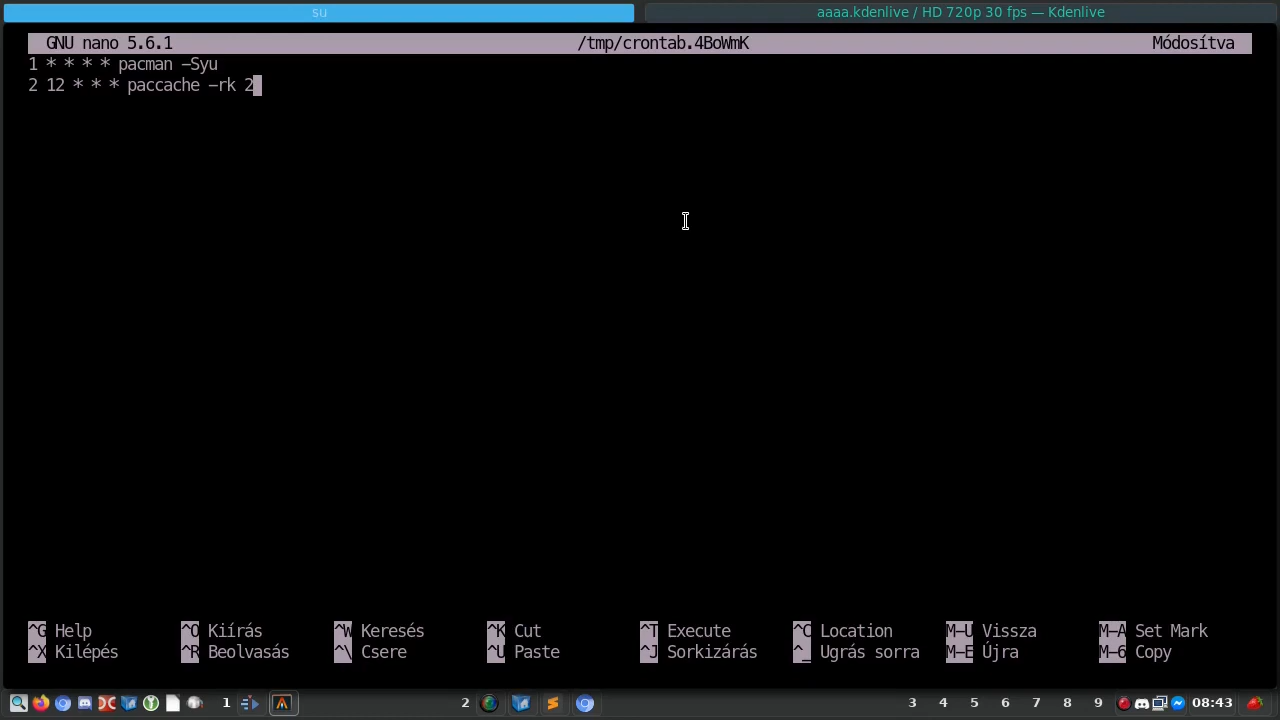 su
aaaa.kdenlive / HD 720p 30 fps — Kdenlive
GNU nano 5.6.1 /tmp/crontab.4BoWmK Módosítva
1 * * * * pacman -Syu
2 12 * * * paccache -rk 2
^G Help ^O Kiírás ^W Keresés ^K Cut ^T Execute ^C Location M-U Vissza M-A Set Mark
^X Kilépés ^R Beolvasás ^\ Csere ^U Paste ^J Sorkizárás ^_ Ugrás sorra M-E Újra M-6 Copy
1 2 3 4 5 6 7 8 9 08:43